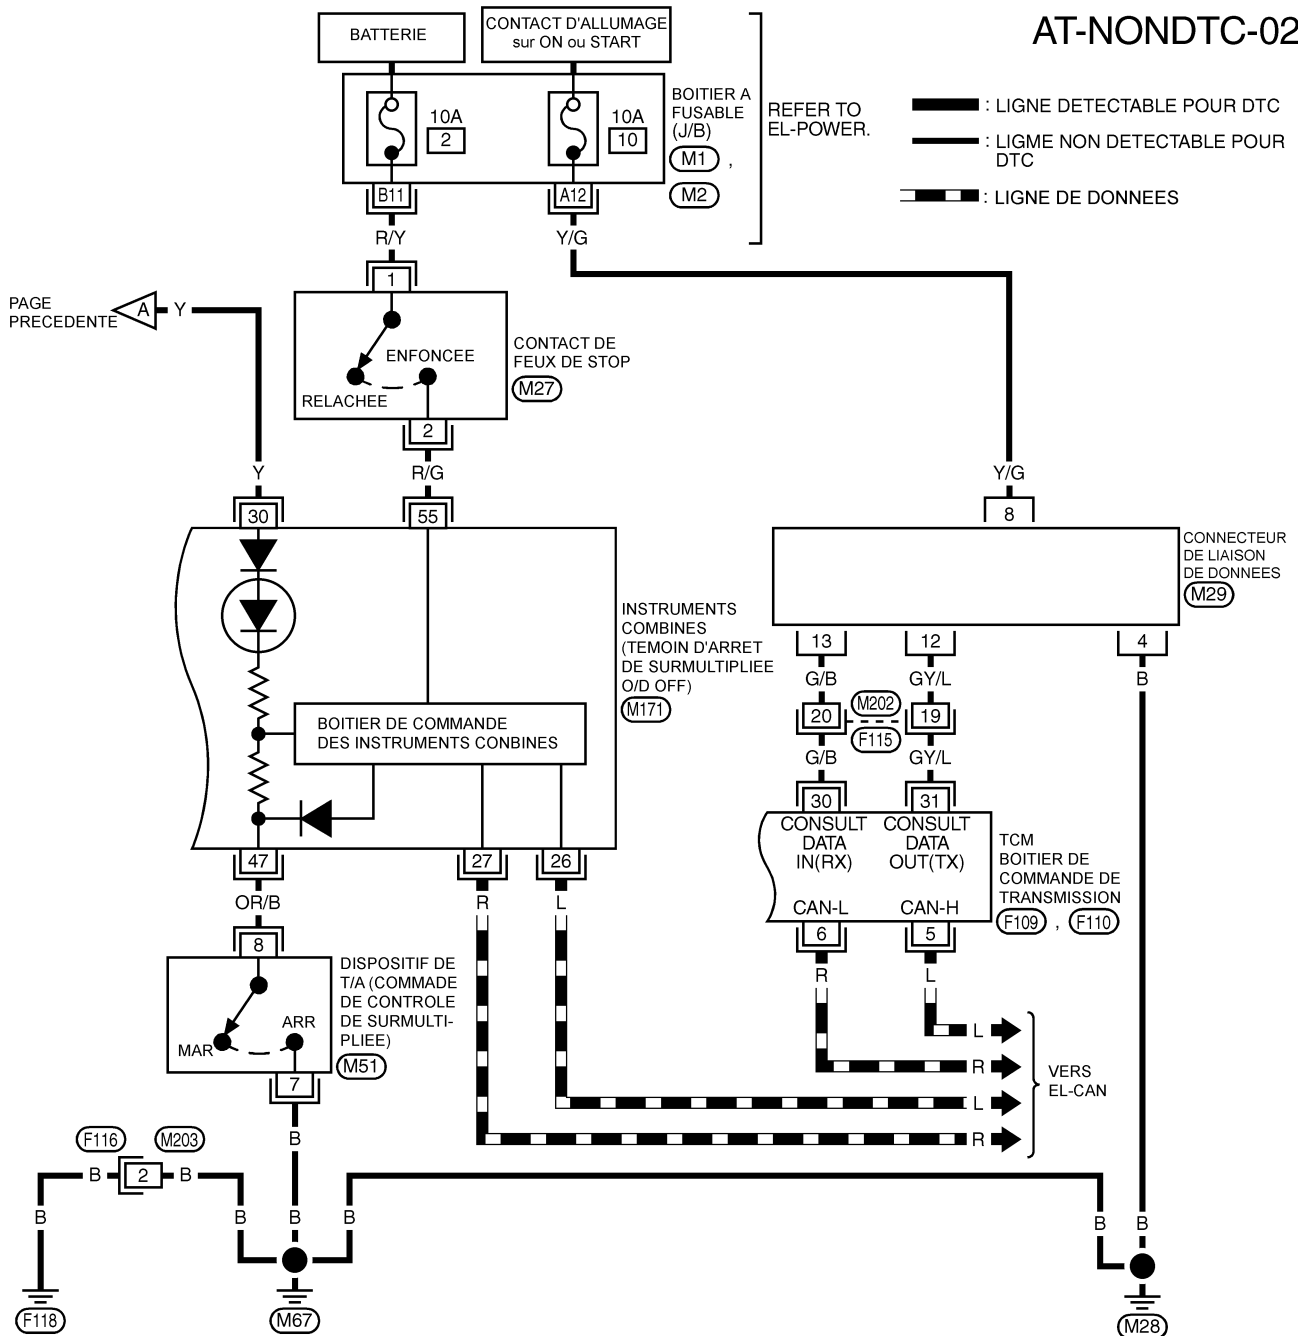 AT-NONDTC-02
BATTERIE
CONTACT D'ALLUMAGE
sur ON ou START
10A
2
10A
10
BOITIER A
FUSABLE
(J/B)
M1 ,
M2
REFER TO
EL-POWER.
: LIGNE DETECTABLE POUR DTC
: LIGME NON DETECTABLE POUR
DTC
: LIGNE DE DONNEES
B11
A12
R/Y
Y/G
1
PAGE
PRECEDENTE
A
Y
ENFONCEE
RELACHEE
CONTACT DE
FEUX DE STOP
M27
2
Y
R/G
Y/G
30
55
8
CONNECTEUR
DE LIAISON
DE DONNEES
M29
INSTRUMENTS
COMBINES
(TEMOIN D'ARRET
DE SURMULTIPLIEE
O/D OFF)
M171
BOITIER DE COMMANDE
DES INSTRUMENTS CONBINES
13
12
4
G/B
GY/L
B
20
M202
19
F115
G/B
GY/L
30
31
CONSULT
DATA
IN(RX)
CONSULT
DATA
OUT(TX)
CAN-L
CAN-H
TCM
BOITIER DE
COMMANDE DE
TRANSMISSION
F109 , F110
47
27
26
6
5
OR/B
R
L
R
L
8
DISPOSITIF DE
T/A (COMMADE
DE CONTROLE
DE SURMULTI-
PLIEE)
M51
MAR
ARR
7
L
R
L
R
VERS
EL-CAN
B
F116
M203
B
2
B
B
B
B
B
B
B
F118
M67
M28